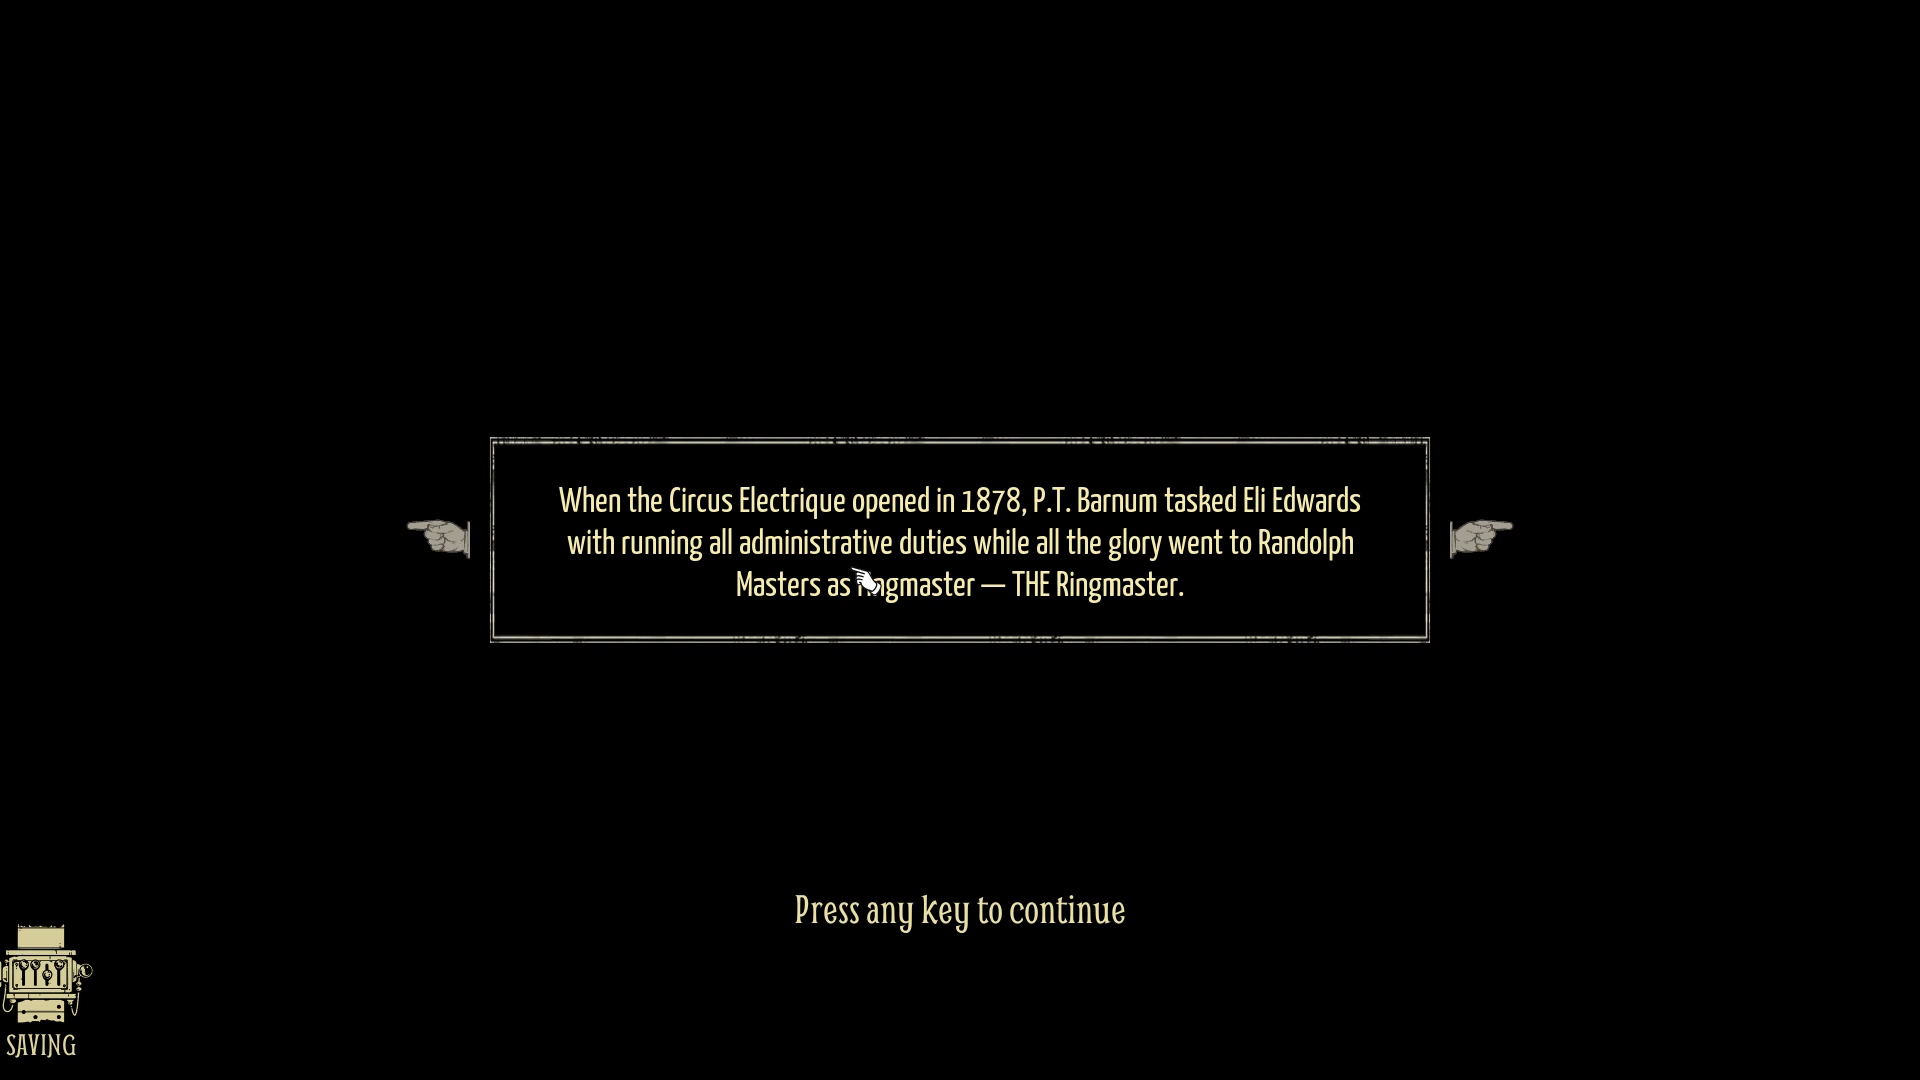 When the Circus Electrique opened in 1878, P.T. Barnum tasked Eli Edwards
with running all administrative duties while all the glory went to Randolph
Masters as ringmaster — THE Ringmaster.
Press any key to continue
SAVING